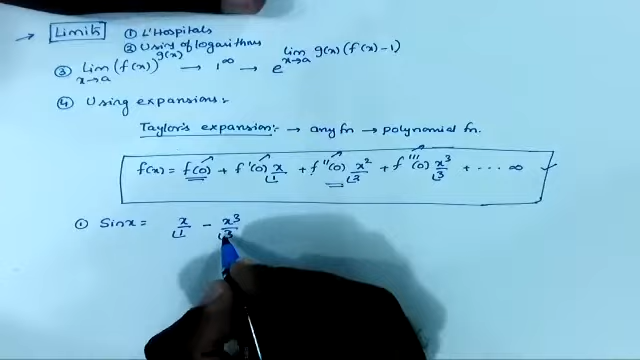 → Limits ① L'Hospitals
② Using of logarithms
③ lim x→a (f(x))^g(x) → 1^∞ → e^lim x→a g(x)(f(x)-1)
④ Using expansions:-
Taylor's expansion:- → any fn → polynomial fn.
f(x) = f(0) + f'(0) x/⌊1 + f''(0) x²/⌊3 + f'''(0) x³/⌊3 + ... ∞ ✓
① Sinx = x/⌊1 - x³/⌊3